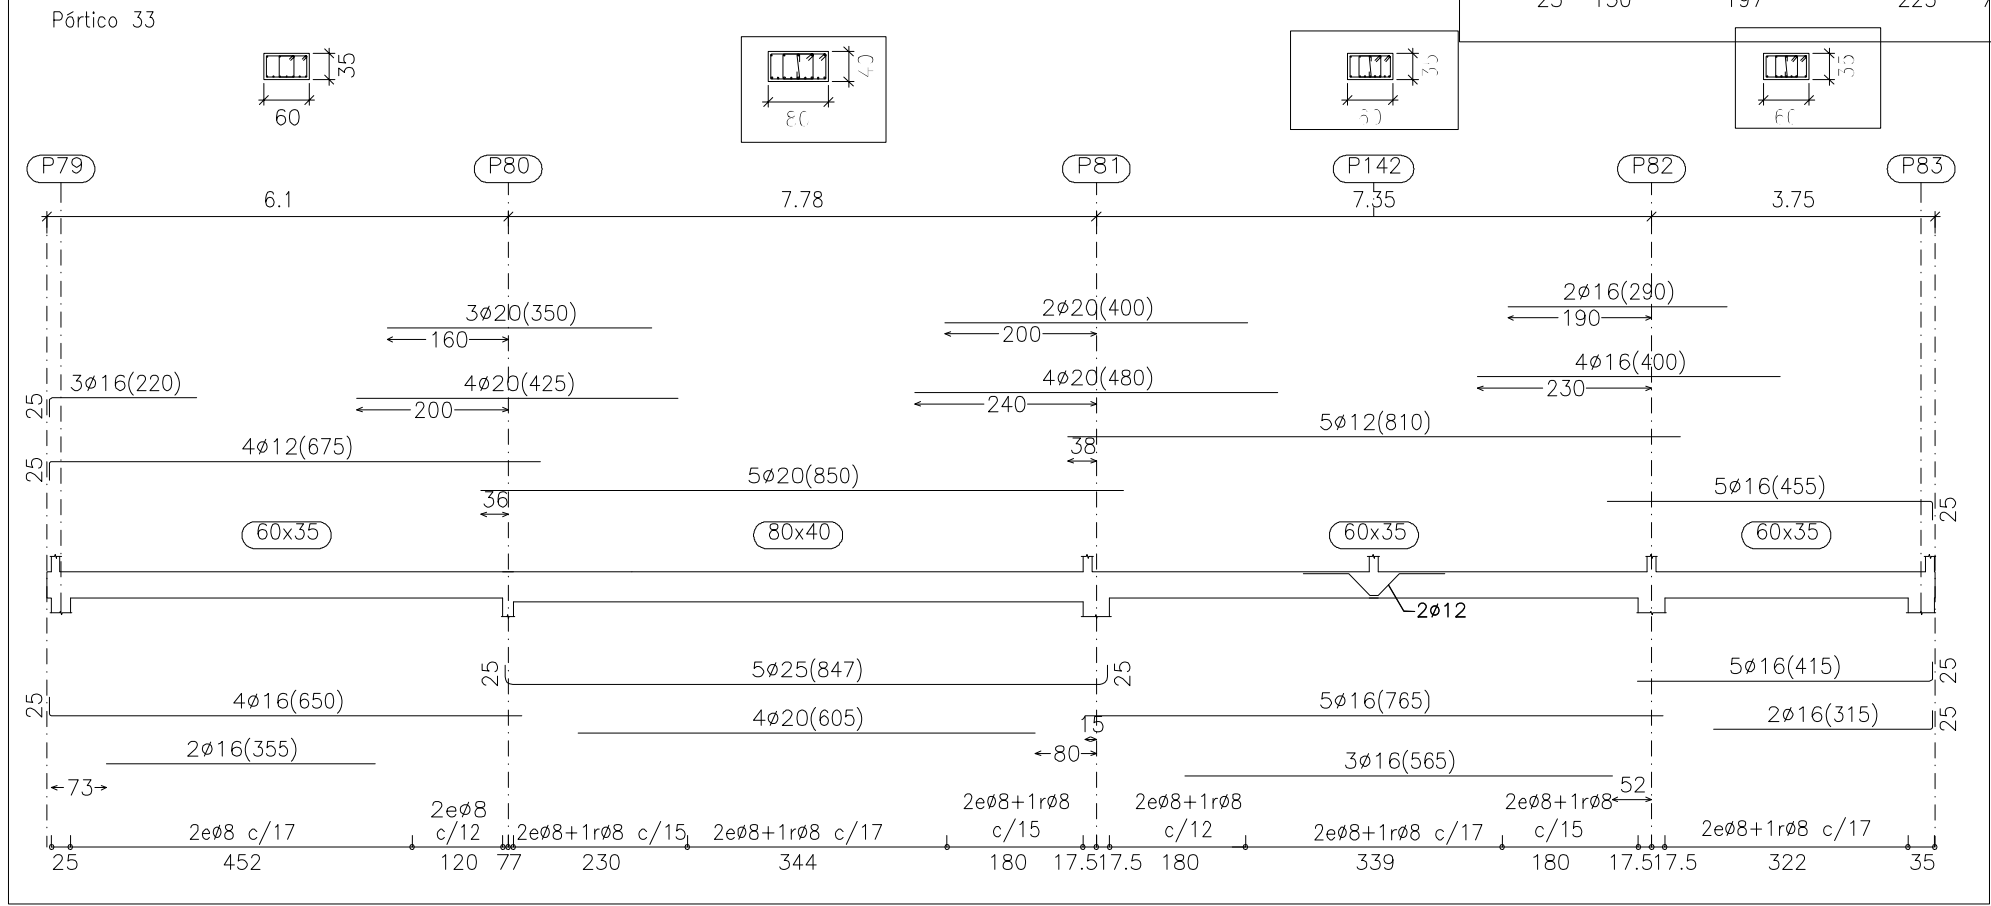 25 150 197 225
Pórtico 33
35
60
40
80
35
60
35
60
P79 P80 P81 P142 P82 P83
6.1 7.78 7.35 3.75
2ø16(290)
190
3ø20(350)
160
2ø20(400)
200
3ø16(220)
25
4ø20(425)
200
4ø20(480)
240
4ø16(400)
230
5ø12(810)
38
4ø12(675)
25
5ø20(850)
36
5ø16(455)
25
60x35 80x40 60x35 60x35
2ø12
25
5ø25(847)
25
5ø16(415)
25
25
4ø16(650)
4ø20(605)
80
5ø16(765)
15
2ø16(315)
25
2ø16(355)
73
3ø16(565)
52
2eø8 c/17
2eø8
c/12
2eø8+1rø8 c/15
2eø8+1rø8 c/17
2eø8+1rø8
c/15
2eø8+1rø8
c/12
2eø8+1rø8 c/17
2eø8+1rø8
c/15
2eø8+1rø8 c/17
25 452 120 77 230 344 180 17.517.5 180 339 180 17.517.5 322 35